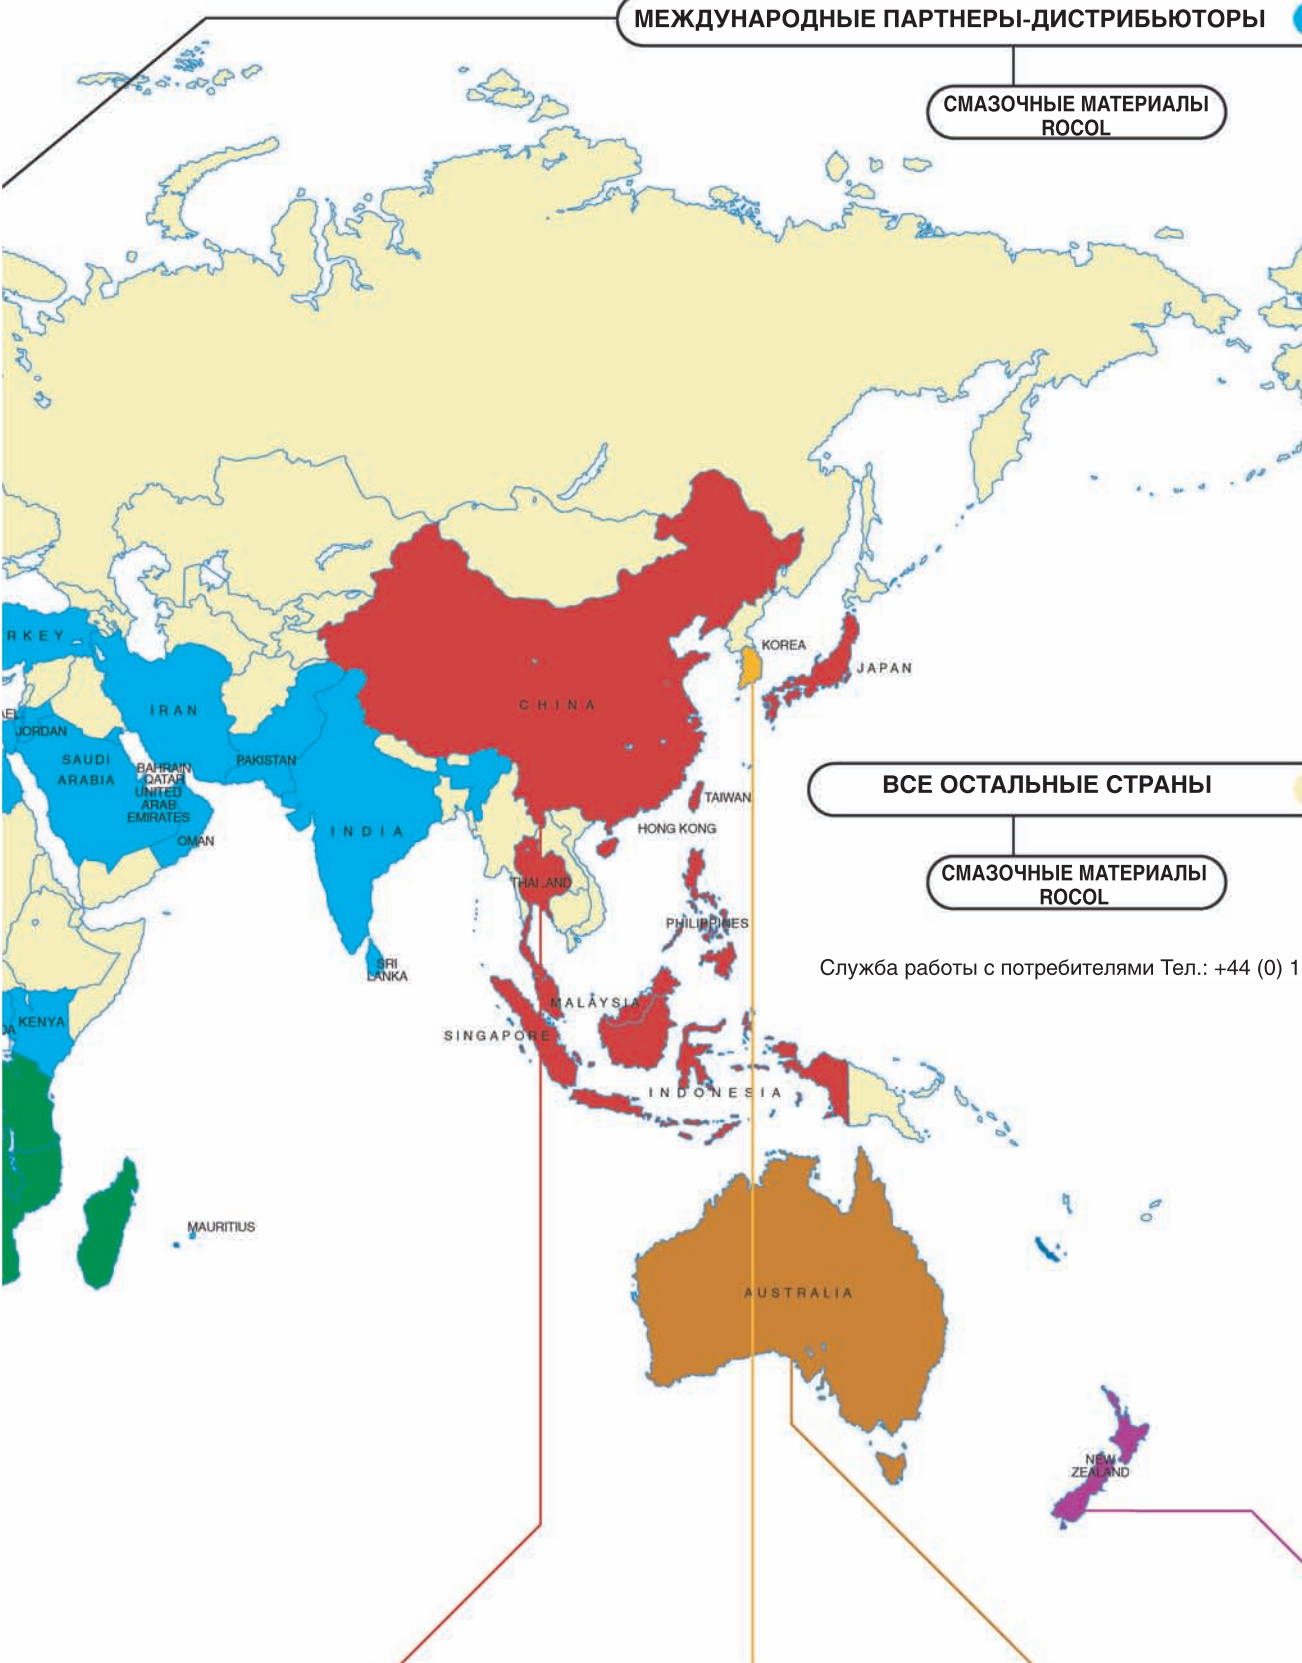 МЕЖДУНАРОДНЫЕ ПАРТНЕРЫ-ДИСТРИБЬЮТОРЫ
СМАЗОЧНЫЕ МАТЕРИАЛЫ
ROCOL
RKEY
KOREA
JAPAN
IRAN
CHINA
AEL
JORDAN
SAUDI
ARABIA
BAHRAIN
QATAR
UNITED
ARAB
EMIRATES
OMAN
PAKISTAN
INDIA
TAIWAN
HONG KONG
ВСЕ ОСТАЛЬНЫЕ СТРАНЫ
СМАЗОЧНЫЕ МАТЕРИАЛЫ
ROCOL
THAILAND
PHILIPPINES
SRI
LANKA
Служба работы с потребителями Тел.: +44 (0) 1
MALAYSIA
DA
KENYA
SINGAPORE
INDONESIA
MAURITIUS
AUSTRALIA
NEW
ZEALAND